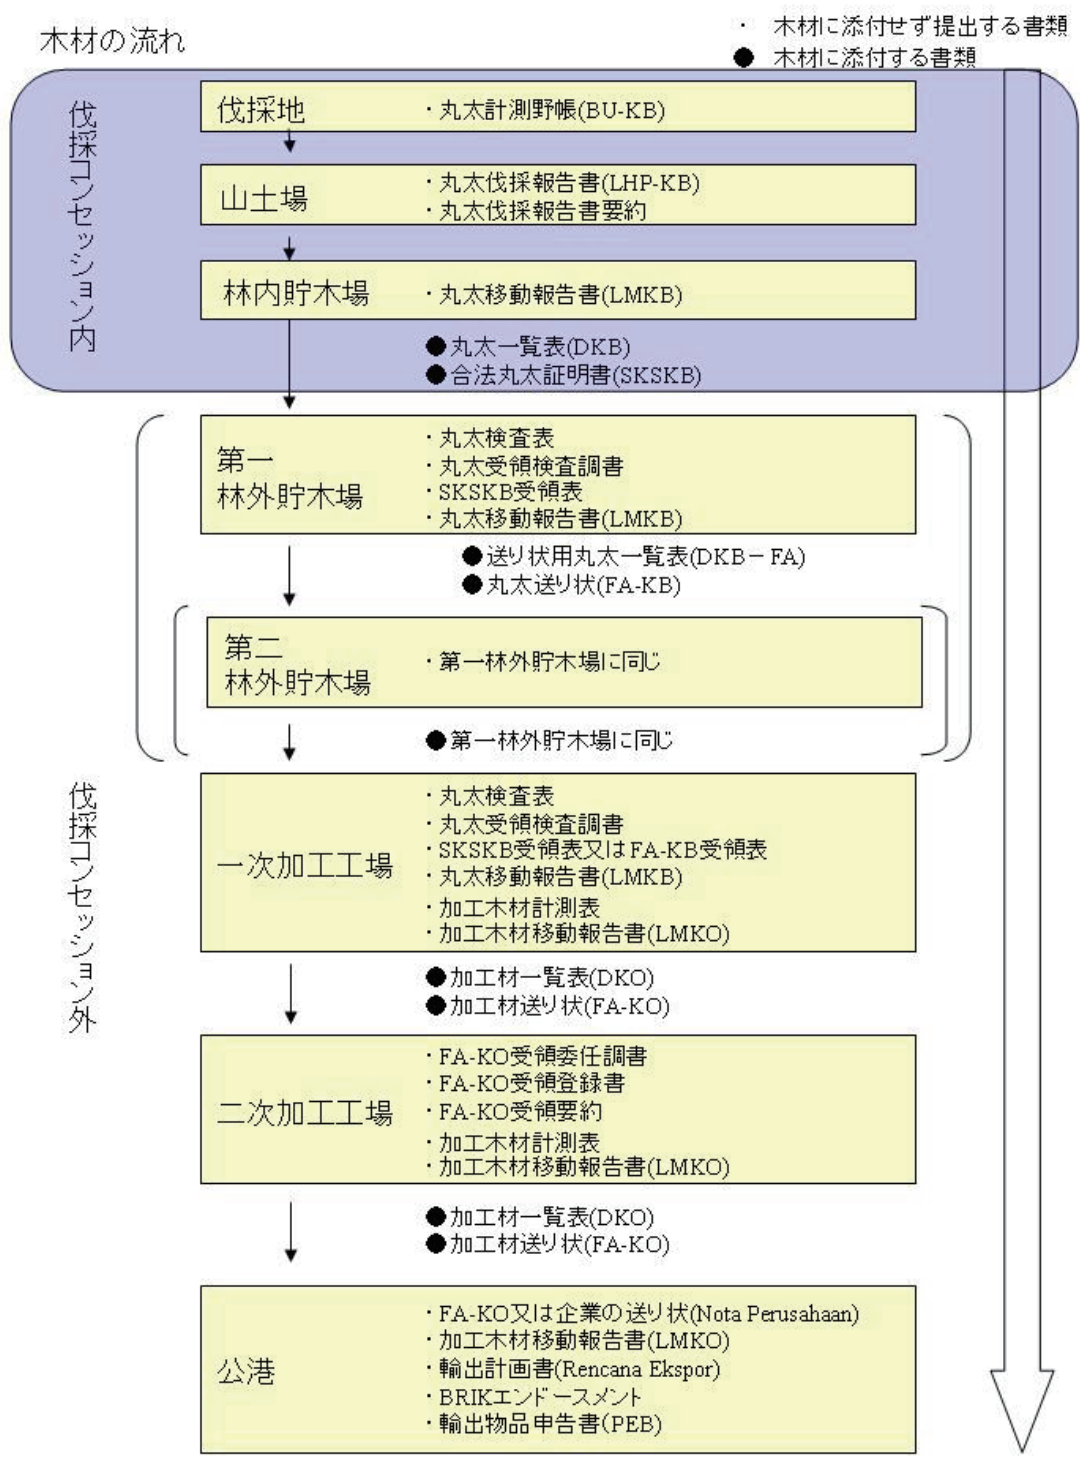 木材の流れ
・ 木材に添付せず提出する書類
● 木材に添付する書類
伐採コンセッション内
伐採地
・丸太計測野帳(BU-KB)
山土場
・丸太伐採報告書(LHP-KB)
・丸太伐採報告書要約
林内貯木場
・丸太移動報告書(LMKB)
●丸太一覧表(DKB)
●合法丸太証明書(SKSKB)
第一
林外貯木場
・丸太検査表
・丸太受領検査調書
・SKSKB受領表
・丸太移動報告書(LMKB)
●送り状用丸太一覧表(DKB－FA)
●丸太送り状(FA-KB)
第二
林外貯木場
・第一林外貯木場に同じ
●第一林外貯木場に同じ
伐採コンセッション外
一次加工工場
・丸太検査表
・丸太受領検査調書
・SKSKB受領表又はFA-KB受領表
・丸太移動報告書(LMKB)
・加工木材計測表
・加工木材移動報告書(LMKO)
●加工材一覧表(DKO)
●加工材送り状(FA-KO)
二次加工工場
・FA-KO受領委任調書
・FA-KO受領登録書
・FA-KO受領要約
・加工木材計測表
・加工木材移動報告書(LMKO)
●加工材一覧表(DKO)
●加工材送り状(FA-KO)
公港
・FA-KO又は企業の送り状(Nota Perusahaan)
・加工木材移動報告書(LMKO)
・輸出計画書(Rencana Ekspor)
・BRIKエンドースメント
・輸出物品申告書(PEB)